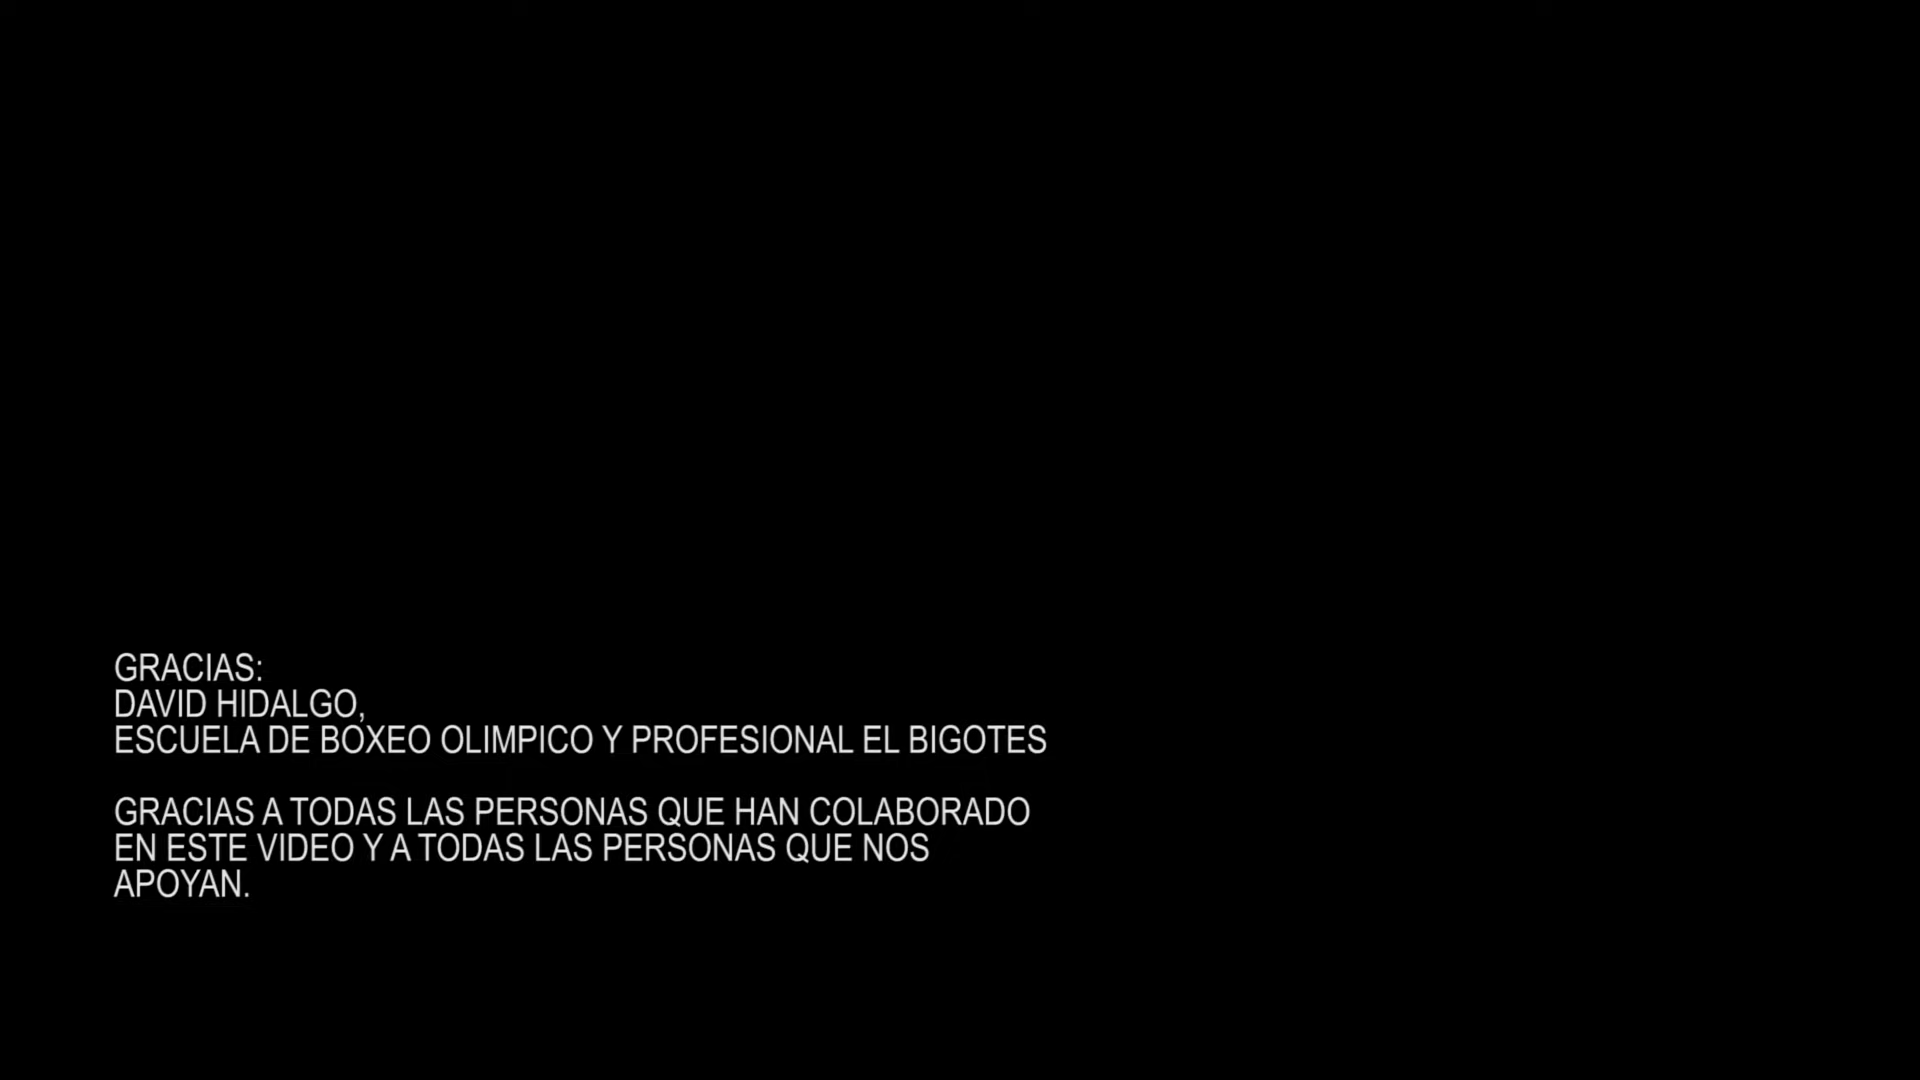 GRACIAS:
DAVID HIDALGO,
ESCUELA DE BOXEO OLIMPICO Y PROFESIONAL EL BIGOTES
GRACIAS A TODAS LAS PERSONAS QUE HAN COLABORADO
EN ESTE VIDEO Y A TODAS LAS PERSONAS QUE NOS
APOYAN.